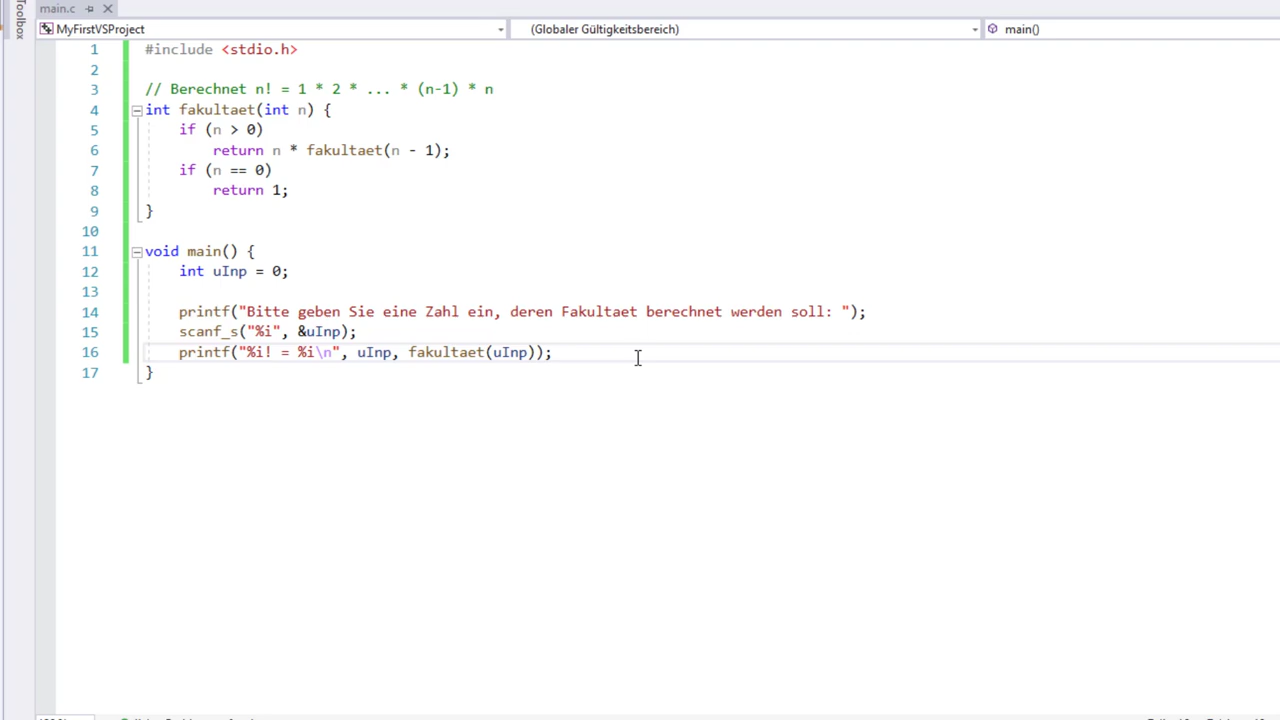 main.c
Toolbox
MyFirstVSProject (Globaler Gültigkeitsbereich) main()
1 #include <stdio.h>
2
3 // Berechnet n! = 1 * 2 * ... * (n-1) * n
4 int fakultaet(int n) {
5 if (n > 0)
6 return n * fakultaet(n - 1);
7 if (n == 0)
8 return 1;
9 }
10
11 void main() {
12 int uInp = 0;
13
14 printf("Bitte geben Sie eine Zahl ein, deren Fakultaet berechnet werden soll: ");
15 scanf_s("%i", &uInp);
16 printf("%i! = %i\n", uInp, fakultaet(uInp));
17 }